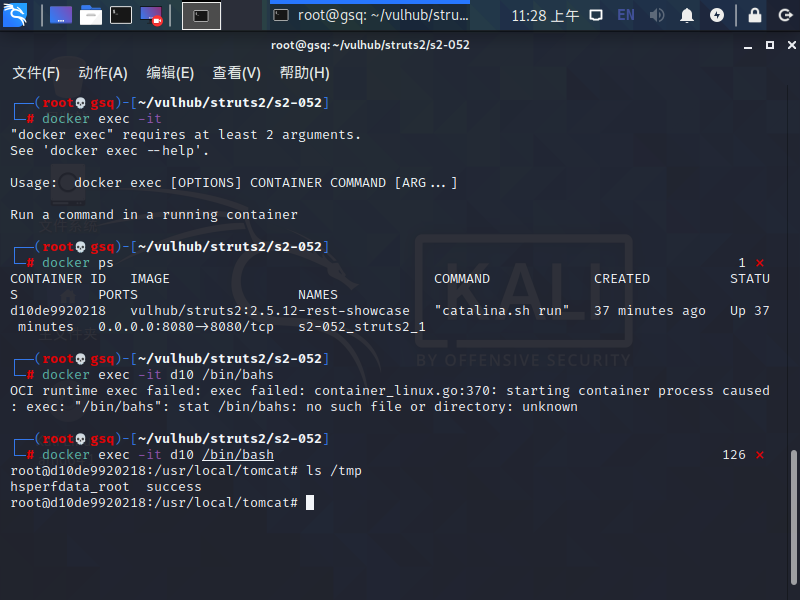 root@gsq: ~/vulhub/stru...
11:28 上午
EN
root@gsq: ~/vulhub/struts2/s2-052
文件(F) 动作(A) 编辑(E) 查看(V) 帮助(H)
┌──(root💀gsq)-[~/vulhub/struts2/s2-052]
└─# docker exec -it
"docker exec" requires at least 2 arguments.
See 'docker exec --help'.
Usage:  docker exec [OPTIONS] CONTAINER COMMAND [ARG...]
Run a command in a running container
┌──(root💀gsq)-[~/vulhub/struts2/s2-052]
└─# docker ps 1 ⨯
CONTAINER ID   IMAGE COMMAND CREATED STATU
S PORTS NAMES
d10de9920218   vulhub/struts2:2.5.12-rest-showcase   "catalina.sh run"   37 minutes ago   Up 37
minutes   0.0.0.0:8080->8080/tcp   s2-052_struts2_1
┌──(root💀gsq)-[~/vulhub/struts2/s2-052]
└─# docker exec -it d10 /bin/bahs
OCI runtime exec failed: exec failed: container_linux.go:370: starting container process caused
: exec: "/bin/bahs": stat /bin/bahs: no such file or directory: unknown
┌──(root💀gsq)-[~/vulhub/struts2/s2-052]
└─# docker exec -it d10 /bin/bash 126 ⨯
root@d10de9920218:/usr/local/tomcat# ls /tmp
hsperfdata_root  success
root@d10de9920218:/usr/local/tomcat#
KALI
BY OFFENSIVE SECURITY